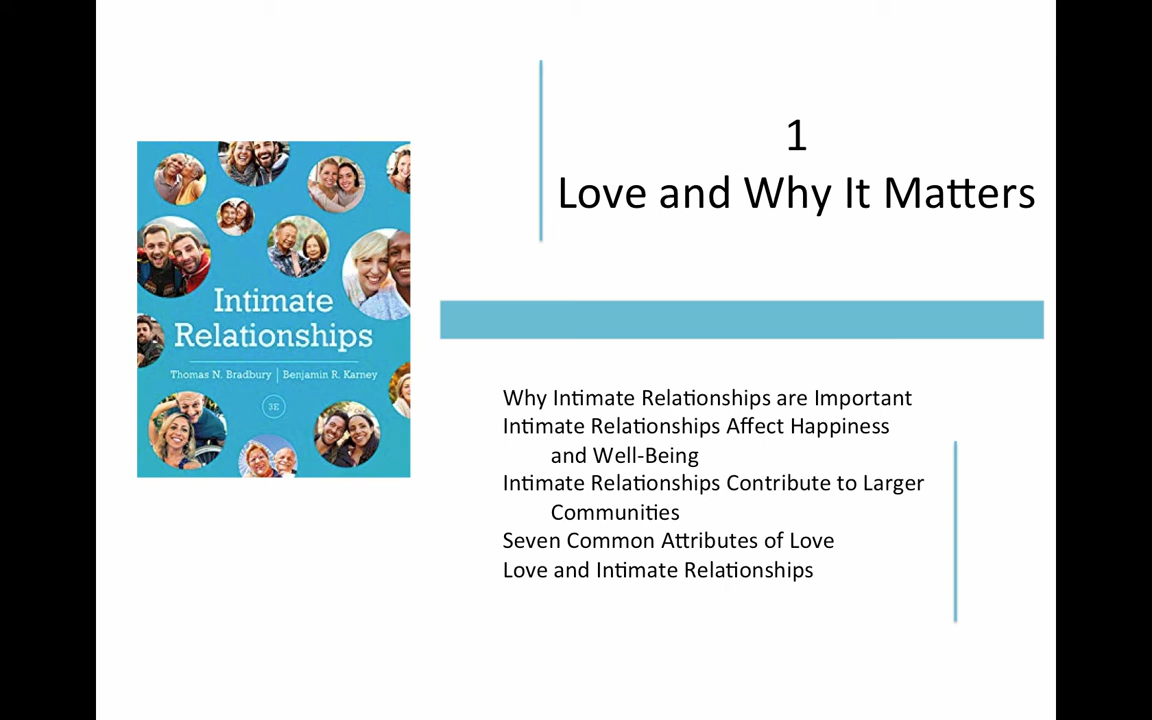 1
Love and Why It Matters
Intimate
Relationships
Thomas N. Bradbury | Benjamin R. Karney
3E
Why Intimate Relationships are Important
Intimate Relationships Affect Happiness
and Well-Being
Intimate Relationships Contribute to Larger
Communities
Seven Common Attributes of Love
Love and Intimate Relationships